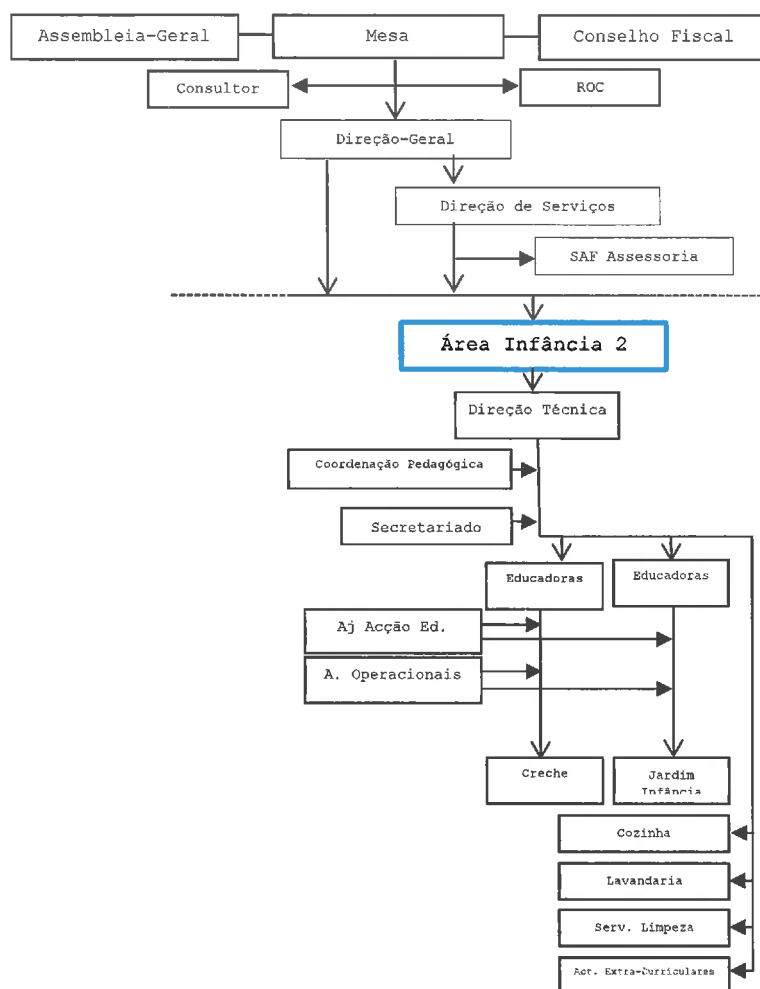 Assembleia-Geral
Mesa
Conselho Fiscal
Consultor
ROC
Direção-Geral
Direção de Serviços
SAF Assessoria
Área Infância 2
Direção Técnica
Coordenação Pedagógica
Secretariado
Educadoras
Educadoras
Aj Acção Ed.
A. Operacionais
Creche
Jardim
Infância
Cozinha
Lavandaria
Serv. Limpeza
Act. Extra-Curriculares